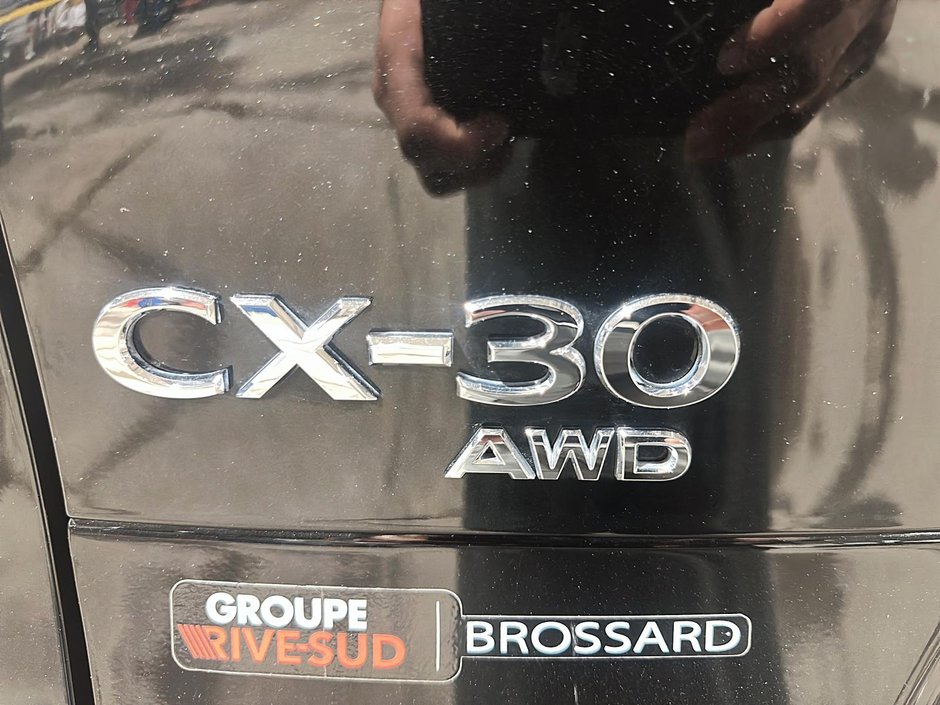 CX-30
AWD
GROUPE
RIVE-SUD
BROSSARD